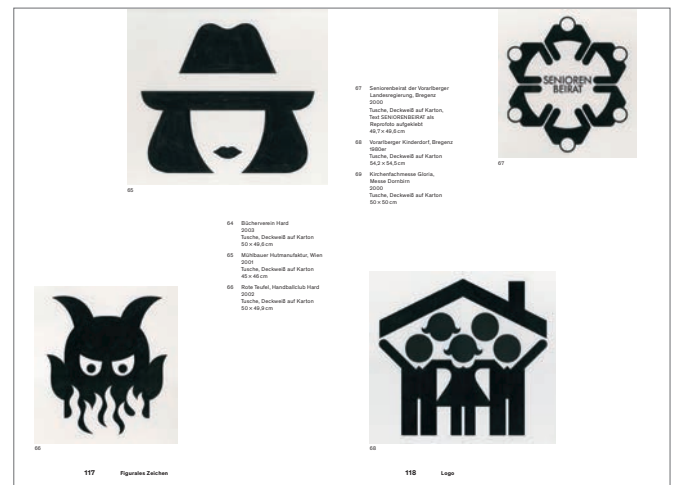 65
64 Bücherverein Hard
2003
Tusche, Deckweiß auf Karton
50 × 49,6 cm
65 Mühlbauer Hutmanufaktur, Wien
2001
Tusche, Deckweiß auf Karton
45 × 46 cm
66 Rote Teufel, Handballclub Hard
2003
Tusche, Deckweiß auf Karton
50 × 49,9 cm
66
117 Figurales Zeichen
67 Seniorenbeirat der Vorarlberger
Landesregierung, Bregenz
2000
Tusche, Deckweiß auf Karton,
Text SENIORENBEIRAT als
Reprofoto aufgeklebt
49,7 × 49,6 cm
68 Vorarlberger Kinderdorf, Bregenz
1980er
Tusche, Deckweiß auf Karton
54,2 × 54,5 cm
69 Kirchenfachmesse Gloria,
Messe Dornbirn
2000
Tusche, Deckweiß auf Karton
50 × 50 cm
SENIOREN
BEIRAT
67
68
118 Logo